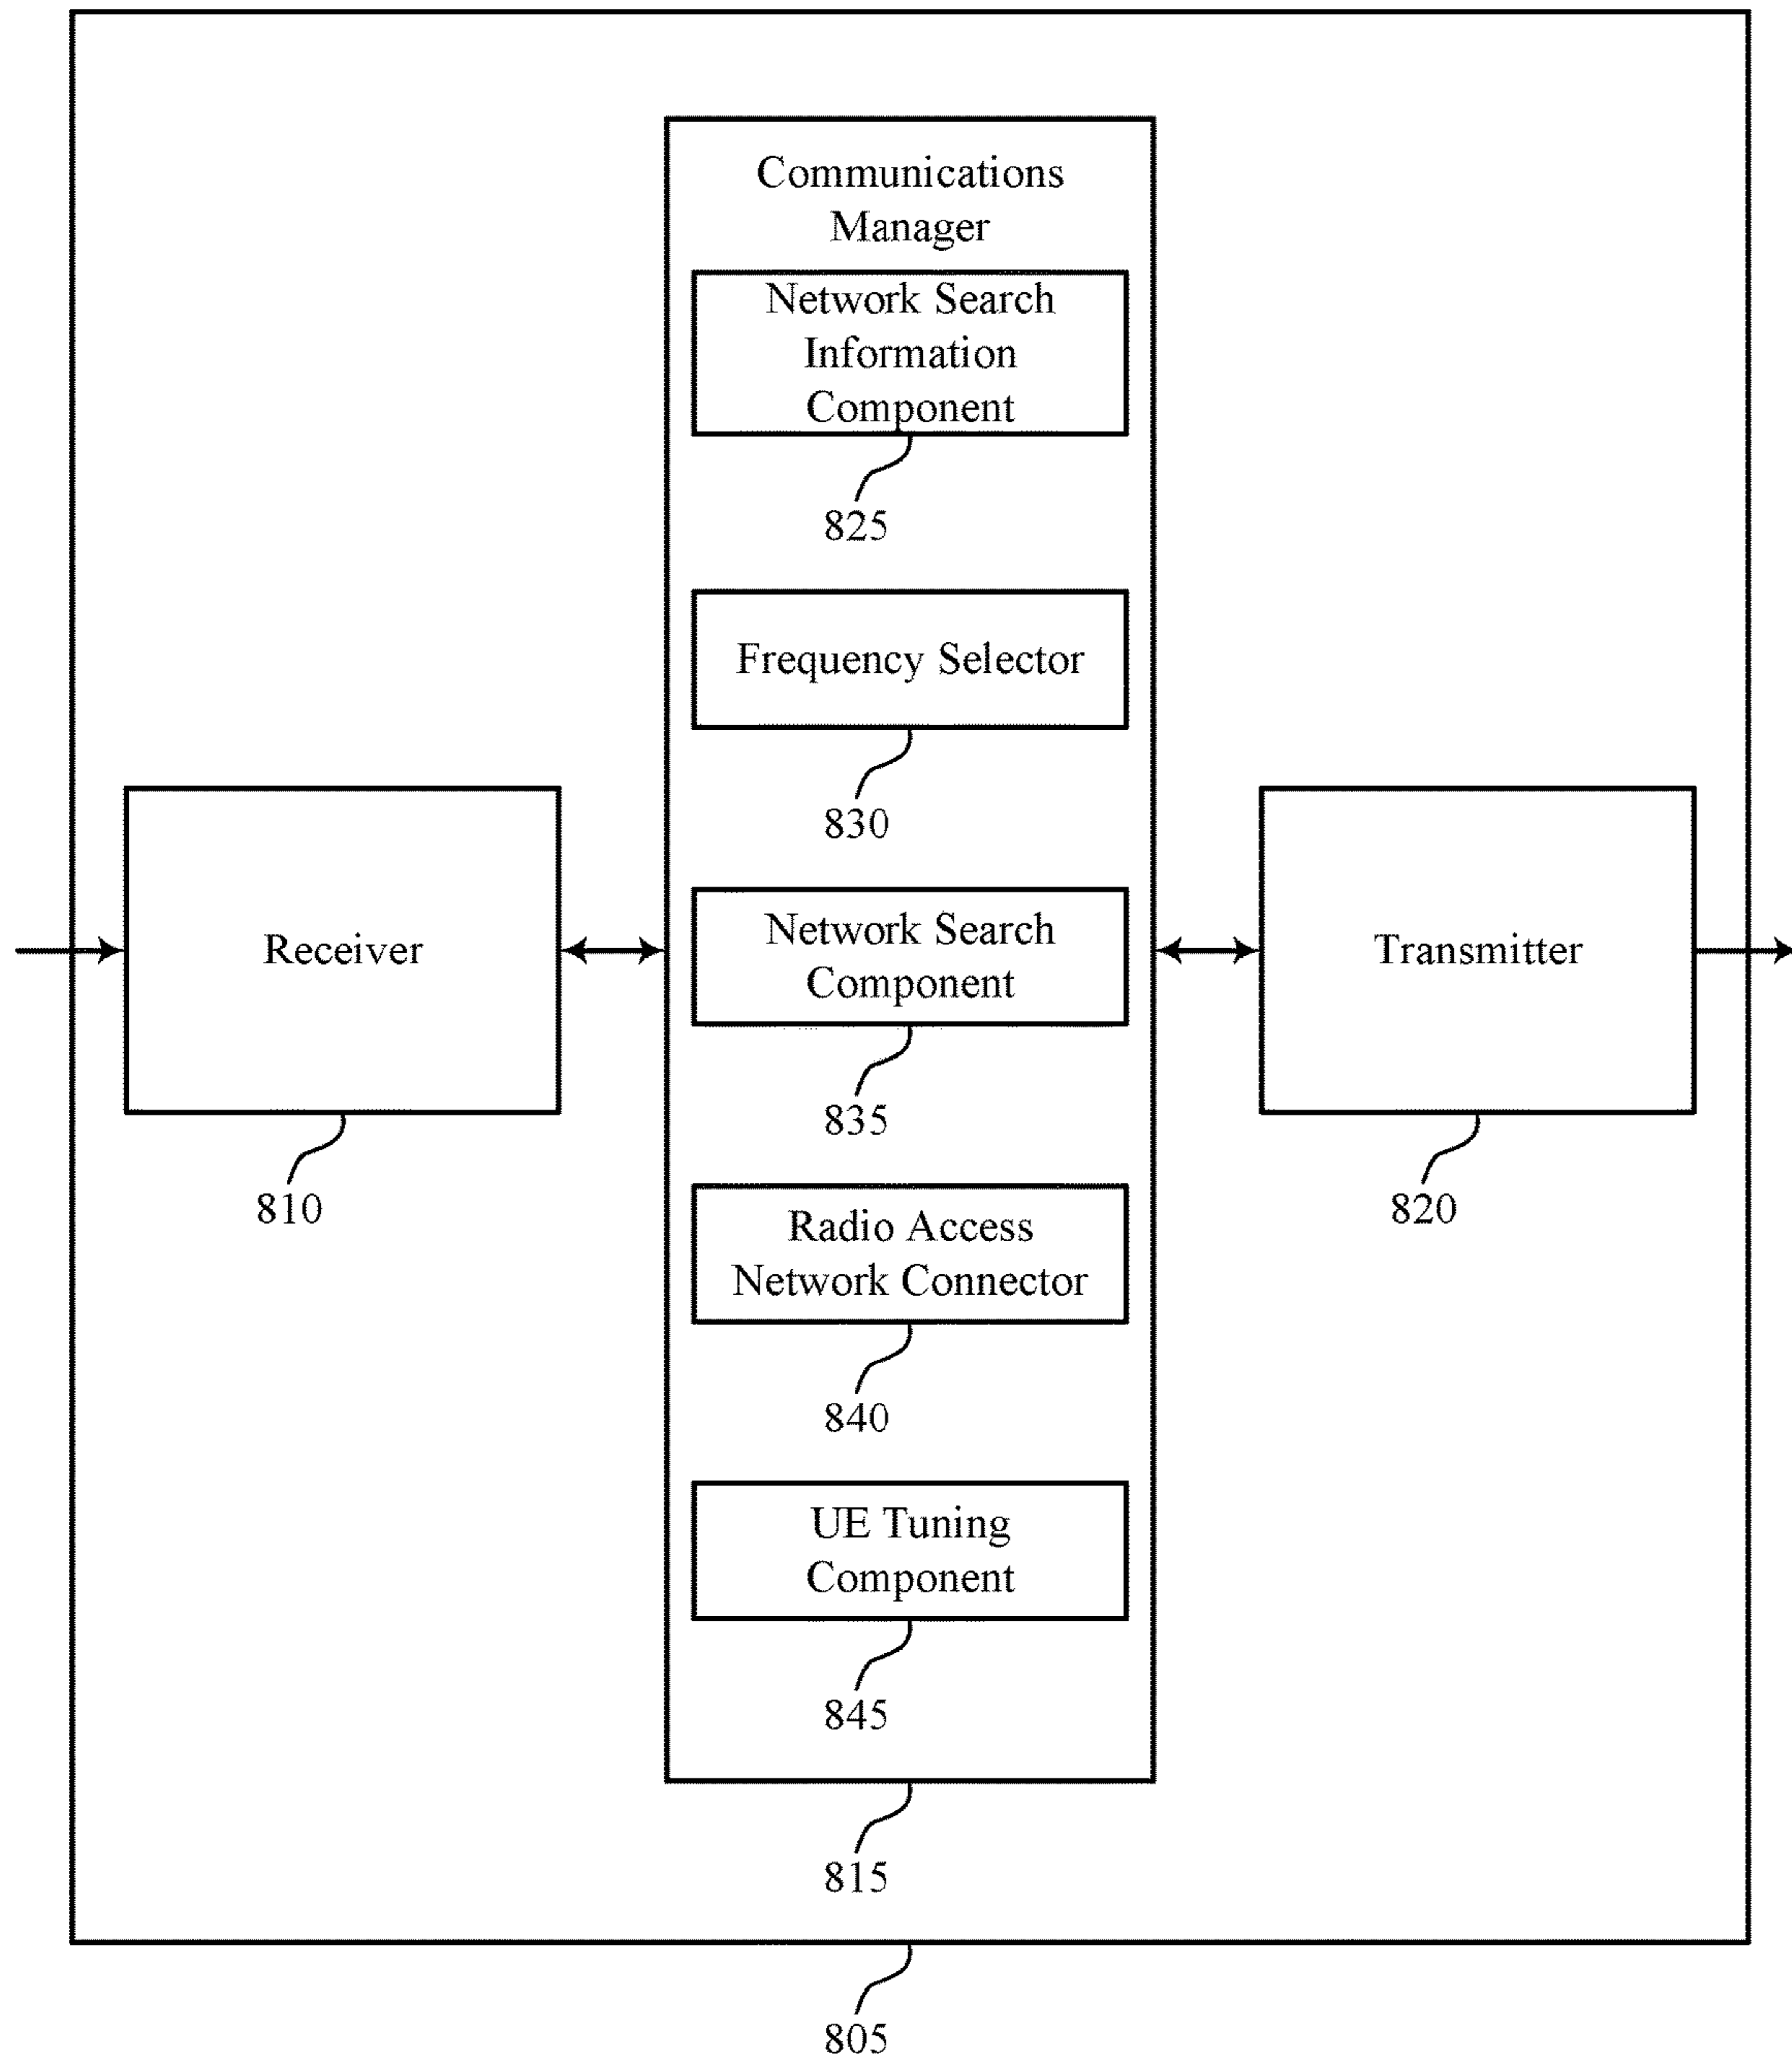 Communications
Manager
Network Search
Information
Component
825
Frequency Selector
830
Receiver
810
Network Search
Component
835
Transmitter
820
Radio Access
Network Connector
840
UE Tuning
Component
845
815
805